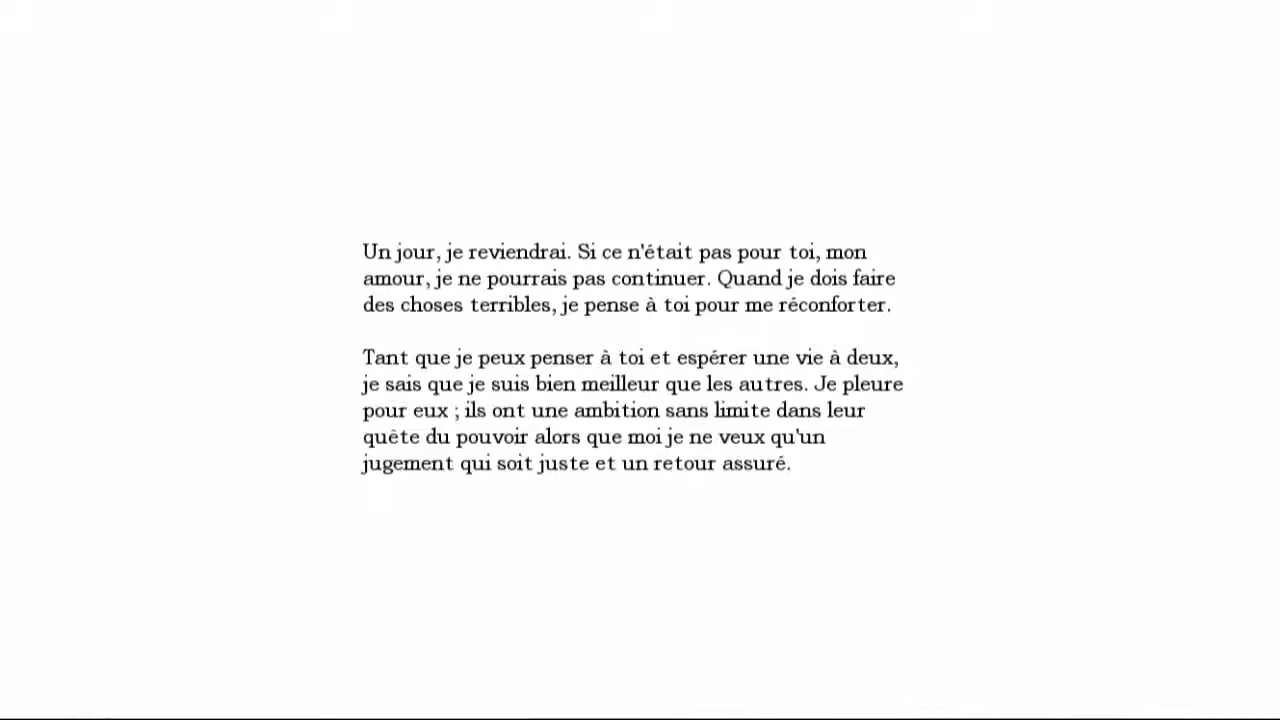 Un jour, je reviendrai. Si ce n'était pas pour toi, mon
amour, je ne pourrais pas continuer. Quand je dois faire
des choses terribles, je pense à toi pour me réconforter.
Tant que je peux penser à toi et espérer une vie à deux,
je sais que je suis bien meilleur que les autres. Je pleure
pour eux ; ils ont une ambition sans limite dans leur
quête du pouvoir alors que moi je ne veux qu'un
jugement qui soit juste et un retour assuré.